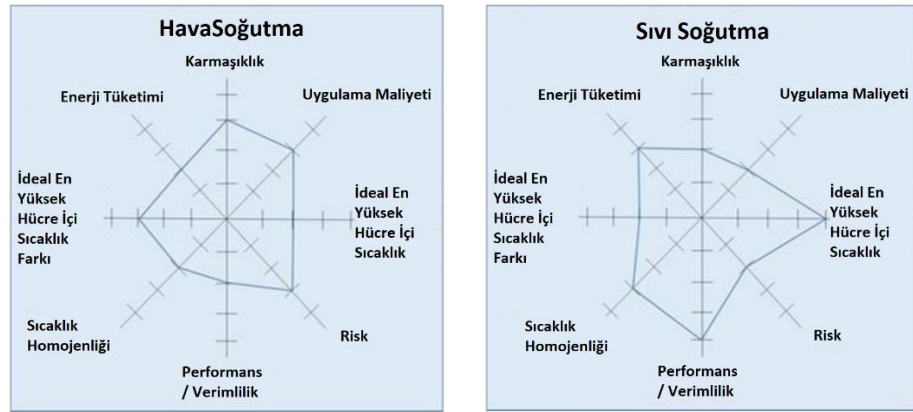 HavaSoğutma
Karmaşıklık
Enerji Tüketimi
Uygulama Maliyeti
İdeal En
Yüksek
Hücre İçi
Sıcaklık
Farkı
İdeal En
Yüksek
Hücre İçi
Sıcaklık
Sıcaklık
Homojenliği
Risk
Performans
/ Verimlilik
Sıvı Soğutma
Karmaşıklık
Enerji Tüketimi
Uygulama Maliyeti
İdeal En
Yüksek
Hücre İçi
Sıcaklık
Farkı
İdeal En
Yüksek
Hücre İçi
Sıcaklık
Sıcaklık
Homojenliği
Risk
Performans
/ Verimlilik